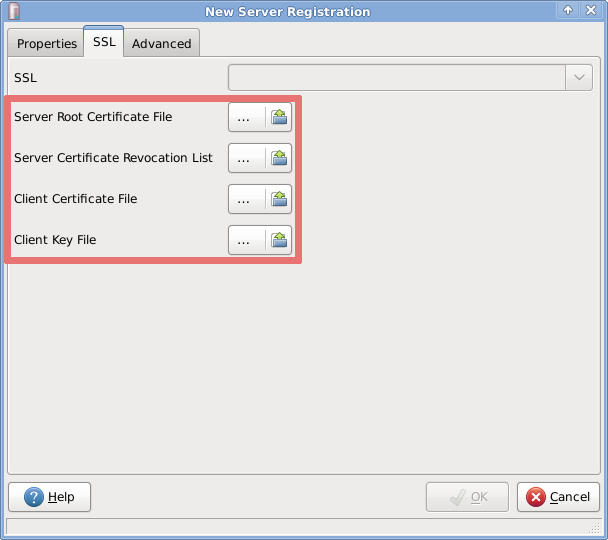 New Server Registration
Properties
SSL
Advanced
SSL
Server Root Certificate File
...
Server Certificate Revocation List
...
Client Certificate File
...
Client Key File
...
Help
OK
Cancel